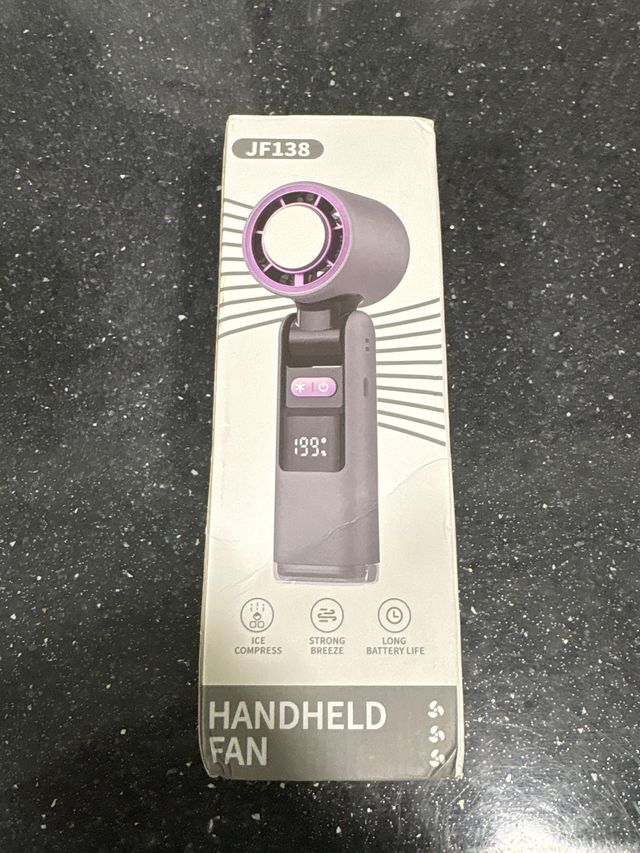 JF138
199%
ICE
COMPRESS
STRONG
BREEZE
LONG
BATTERY LIFE
HANDHELD
FAN